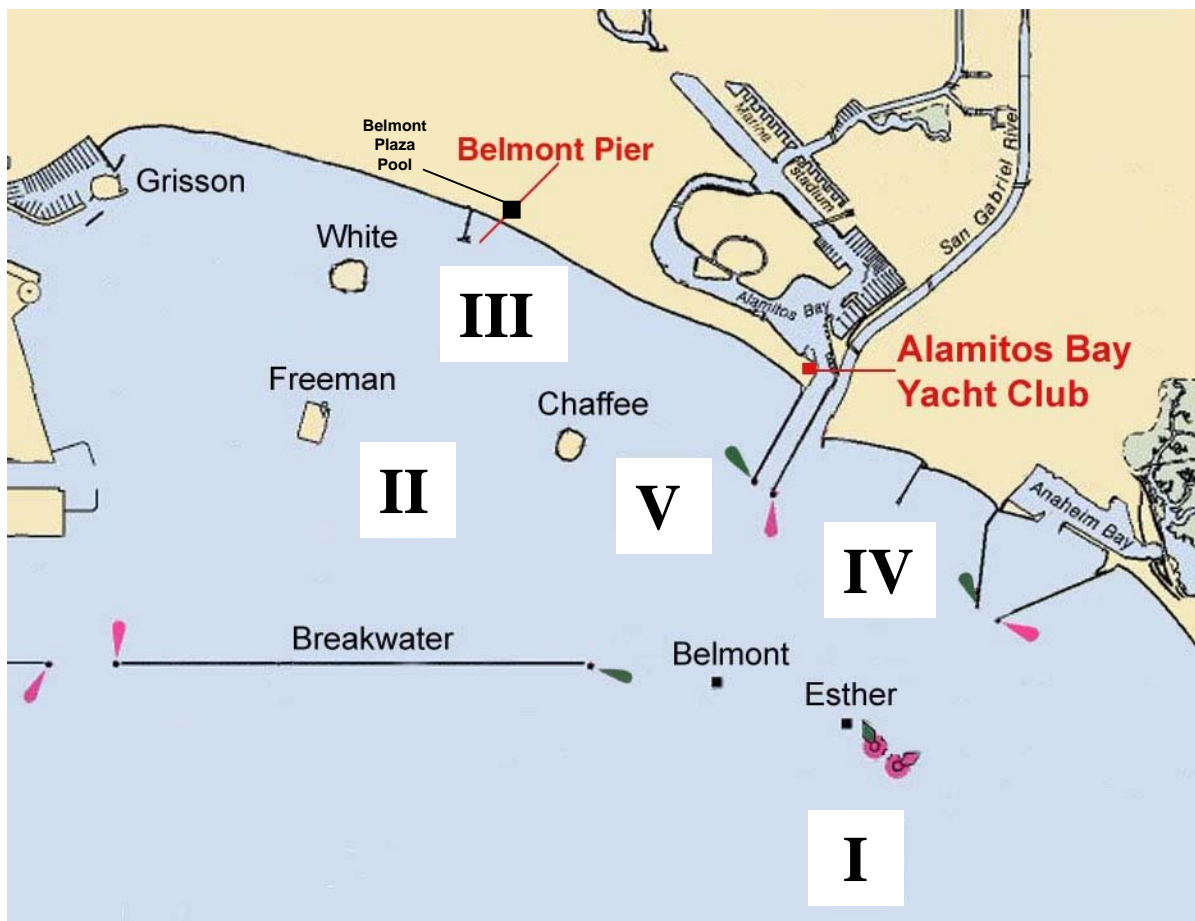 Belmont
Plaza
Pool
Belmont Pier
Grisson
White
III
Marine
stadium
San Gabriel River
Alamitos Bay
Alamitos Bay
Yacht Club
Freeman
Chaffee
II
V
Anaheim Bay
IV
Breakwater
Belmont
Esther
I